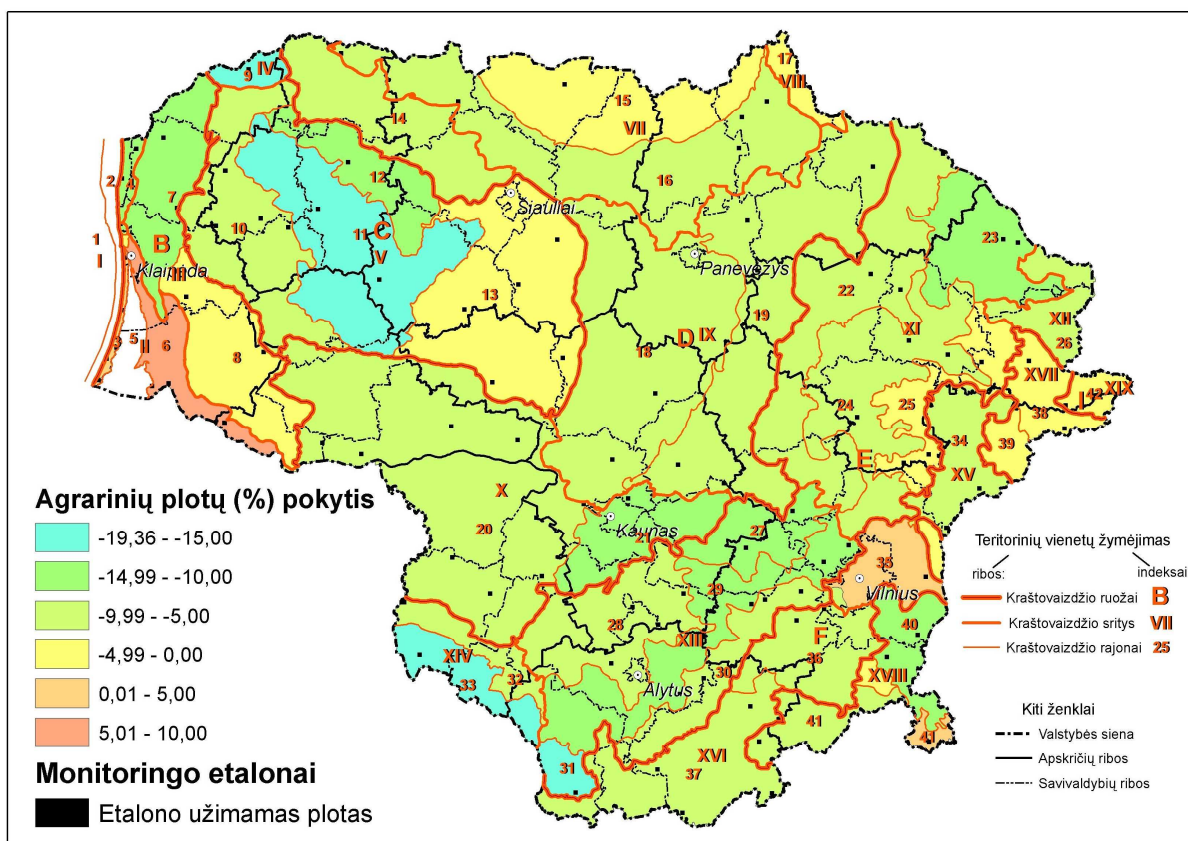 17
VIII
9 IV
15
VII
14
2
4
7
12
16
Šiauliai
1
I
B
Klaipėda
III
10
11 C
V
Panevėžys
23
13
22
19
XI
XII
26
3
5
II
6
8
18
D IX
XVII
I
42
XIX
38
24
25
34
39
E
XV
X
20
Kaunas
21
27
35
Vilnius
29
28
XIII
F
36
40
XIV
33
32
Alytus
30
XVIII
41
41
31
XVI
37
Agrarinių plotų (%) pokytis
-19,36 - -15,00
-14,99 - -10,00
-9,99 - -5,00
-4,99 - 0,00
0,01 - 5,00
5,01 - 10,00
Monitoringo etalonai
Etalono užimamas plotas
Teritorinių vienetų žymėjimas
ribos: indeksai
Kraštovaizdžio ruožai B
Kraštovaizdžio sritys VII
Kraštovaizdžio rajonai 25
Kiti ženklai
Valstybės siena
Apskričių ribos
Savivaldybių ribos